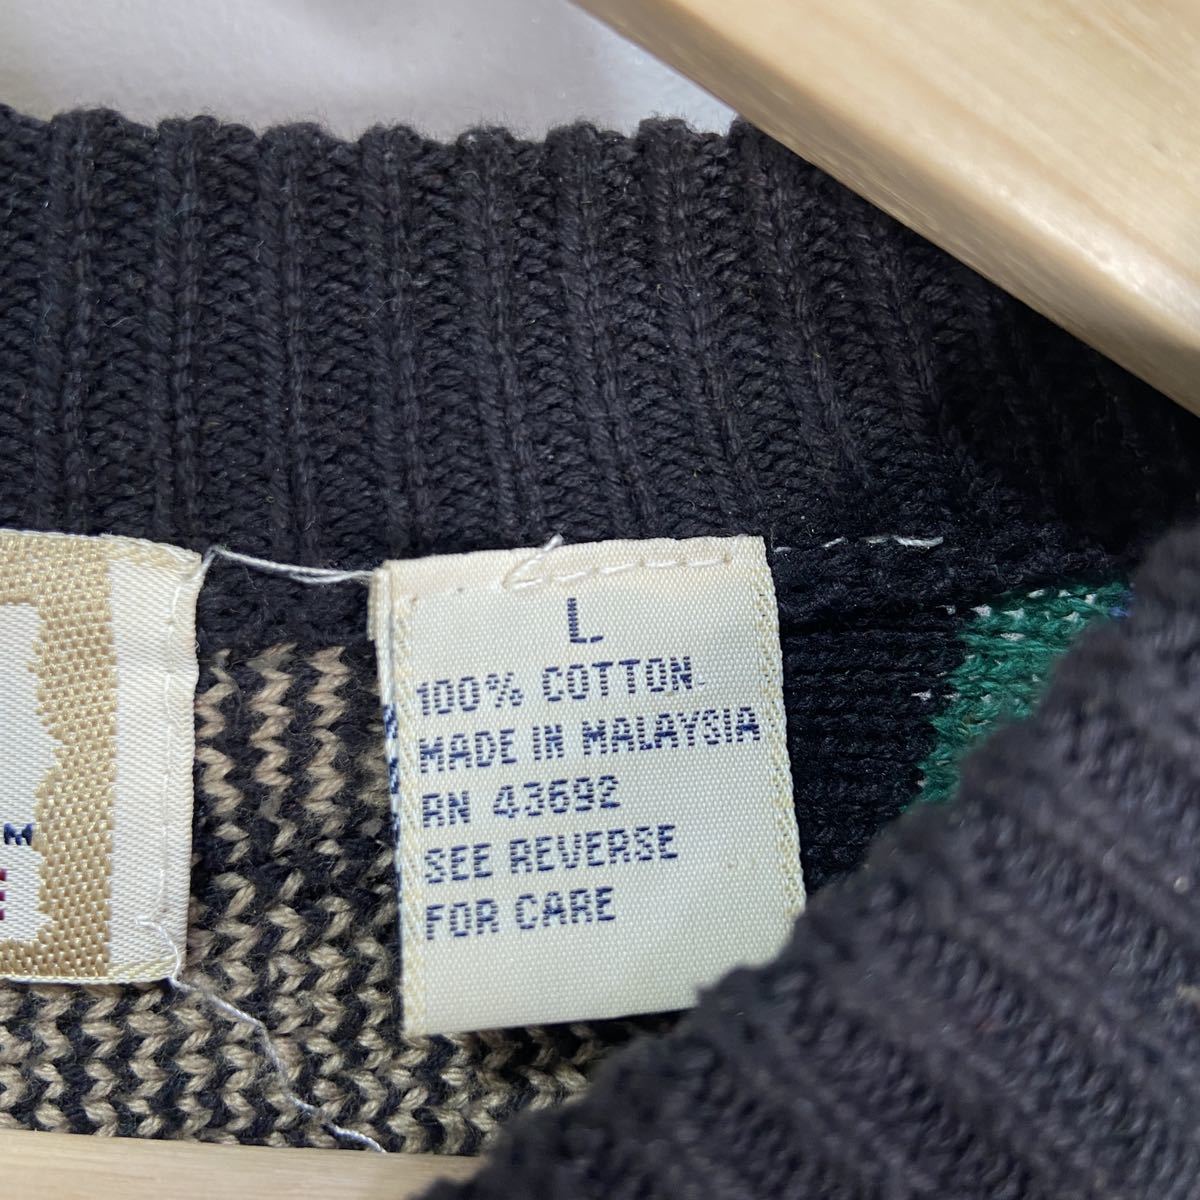 L
100% COTTON
MADE IN MALAYSIA
RN 43692
SEE REVERSE
FOR CARE
M